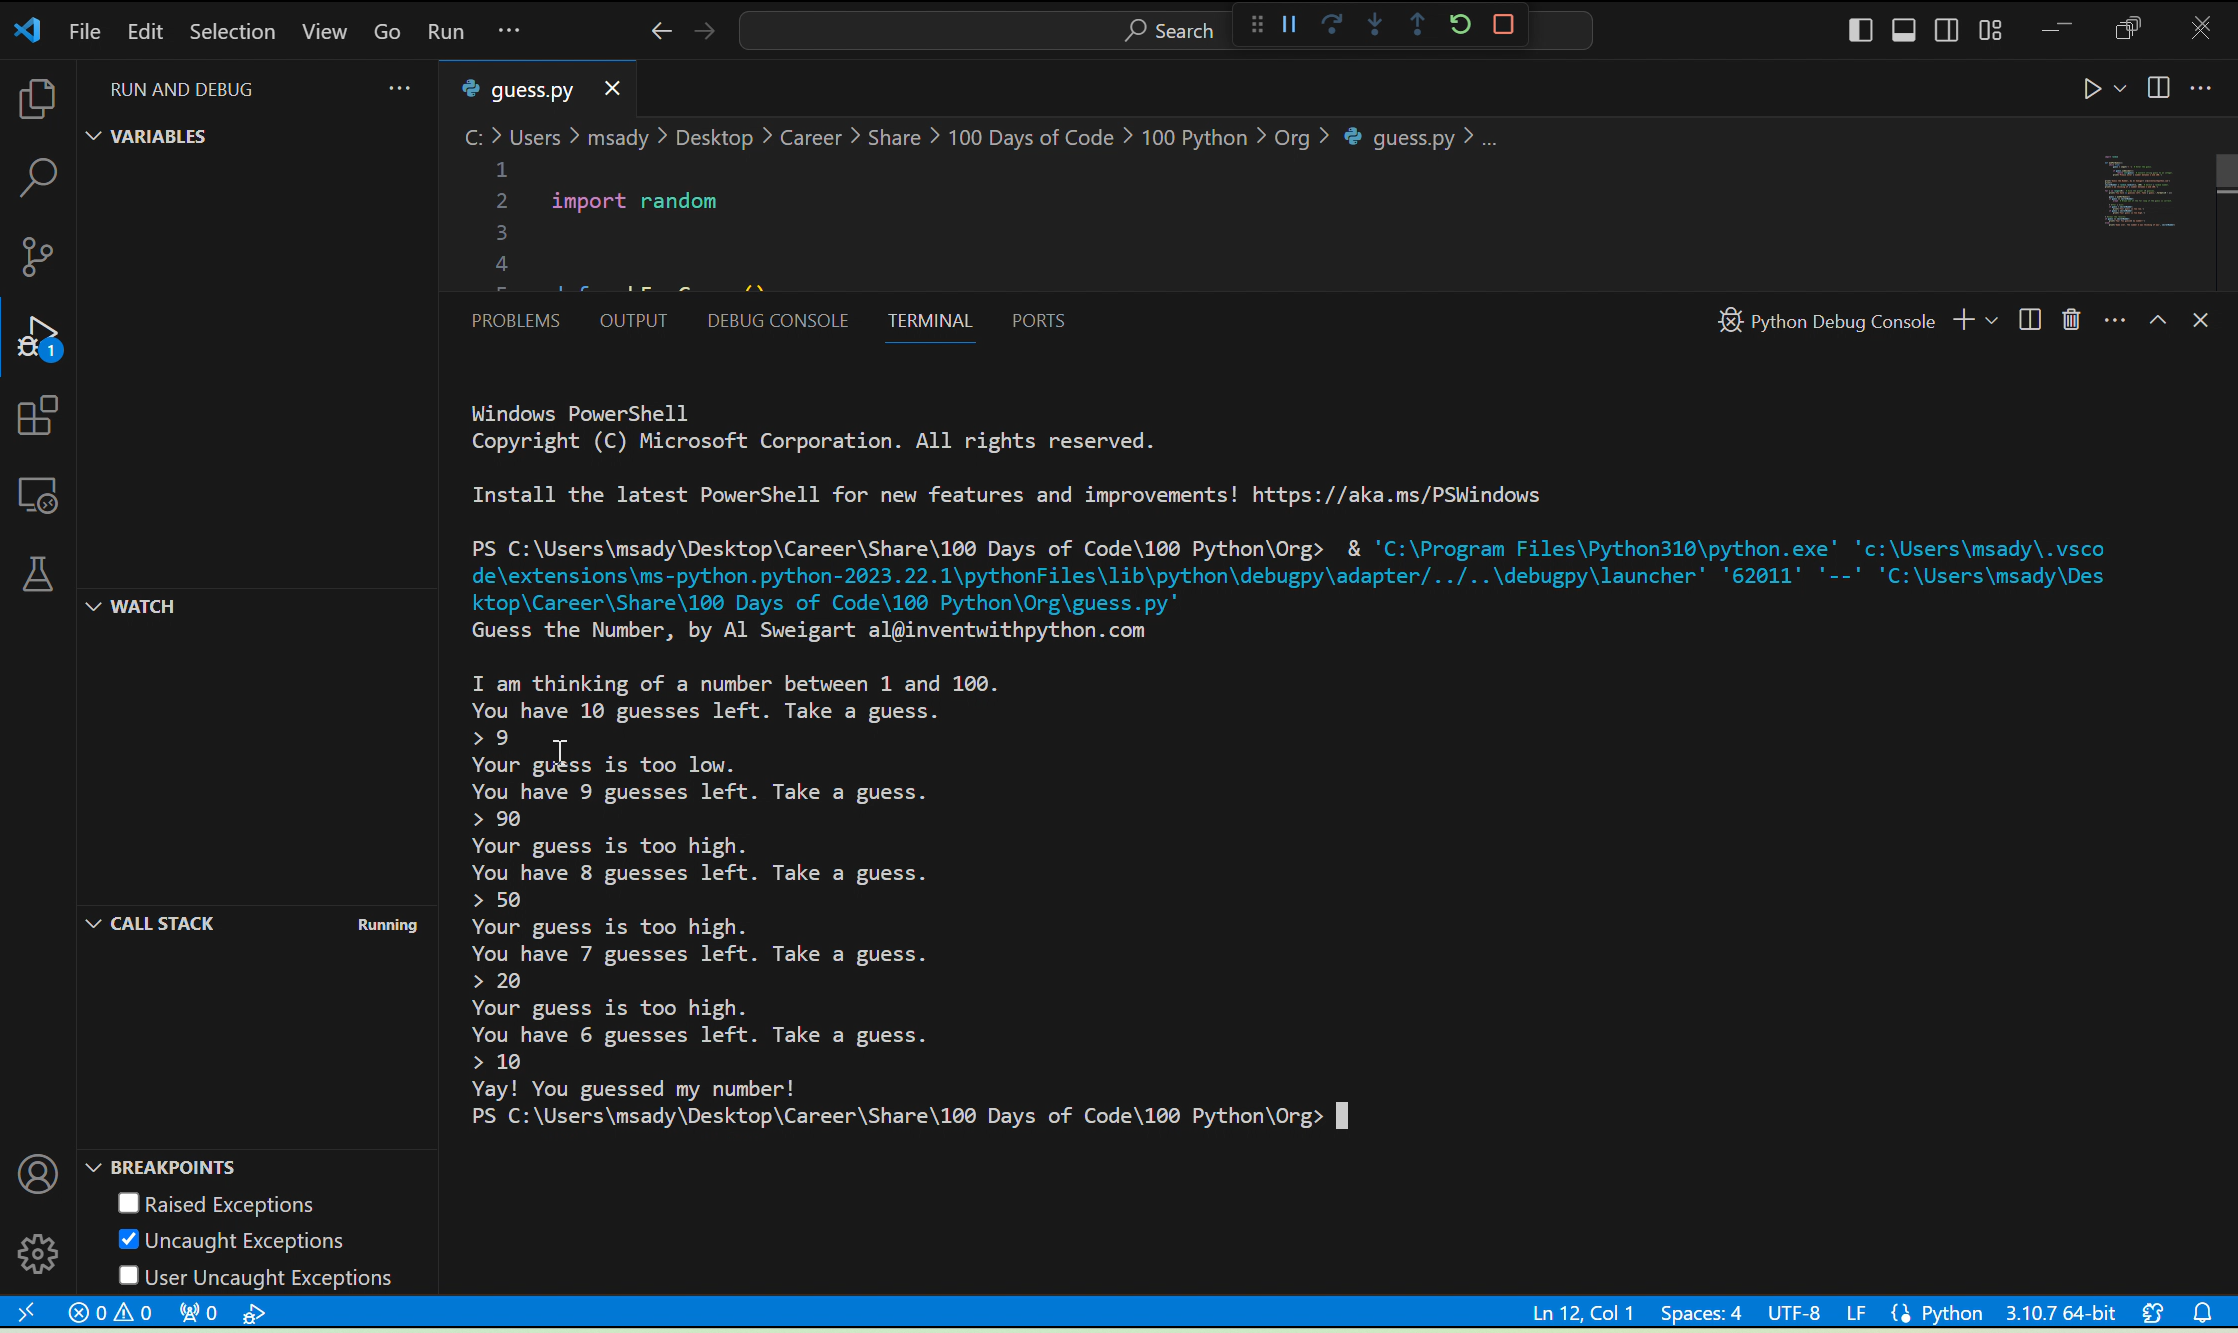 File Edit Selection View Go Run ...
Search
RUN AND DEBUG
guess.py
VARIABLES
C: > Users > msady > Desktop > Career > Share > 100 Days of Code > 100 Python > Org > guess.py > ...
1
2 import random
3
4
PROBLEMS OUTPUT DEBUG CONSOLE TERMINAL PORTS
Python Debug Console
Windows PowerShell
Copyright (C) Microsoft Corporation. All rights reserved.
Install the latest PowerShell for new features and improvements! https://aka.ms/PSWindows
PS C:\Users\msady\Desktop\Career\Share\100 Days of Code\100 Python\Org>  & 'C:\Program Files\Python310\python.exe' 'c:\Users\msady\.vsco
de\extensions\ms-python.python-2023.22.1\pythonFiles\lib\python\debugpy\adapter/../..\debugpy\launcher' '62011' '--' 'C:\Users\msady\Des
ktop\Career\Share\100 Days of Code\100 Python\Org\guess.py'
Guess the Number, by Al Sweigart al@inventwithpython.com
I am thinking of a number between 1 and 100.
You have 10 guesses left. Take a guess.
> 9
Your guess is too low.
You have 9 guesses left. Take a guess.
> 90
Your guess is too high.
You have 8 guesses left. Take a guess.
> 50
Your guess is too high.
You have 7 guesses left. Take a guess.
> 20
Your guess is too high.
You have 6 guesses left. Take a guess.
> 10
Yay! You guessed my number!
PS C:\Users\msady\Desktop\Career\Share\100 Days of Code\100 Python\Org>
1
WATCH
CALL STACK Running
BREAKPOINTS
Raised Exceptions
Uncaught Exceptions
User Uncaught Exceptions
0 0 0
Ln 12, Col 1 Spaces: 4 UTF-8 LF Python 3.10.7 64-bit